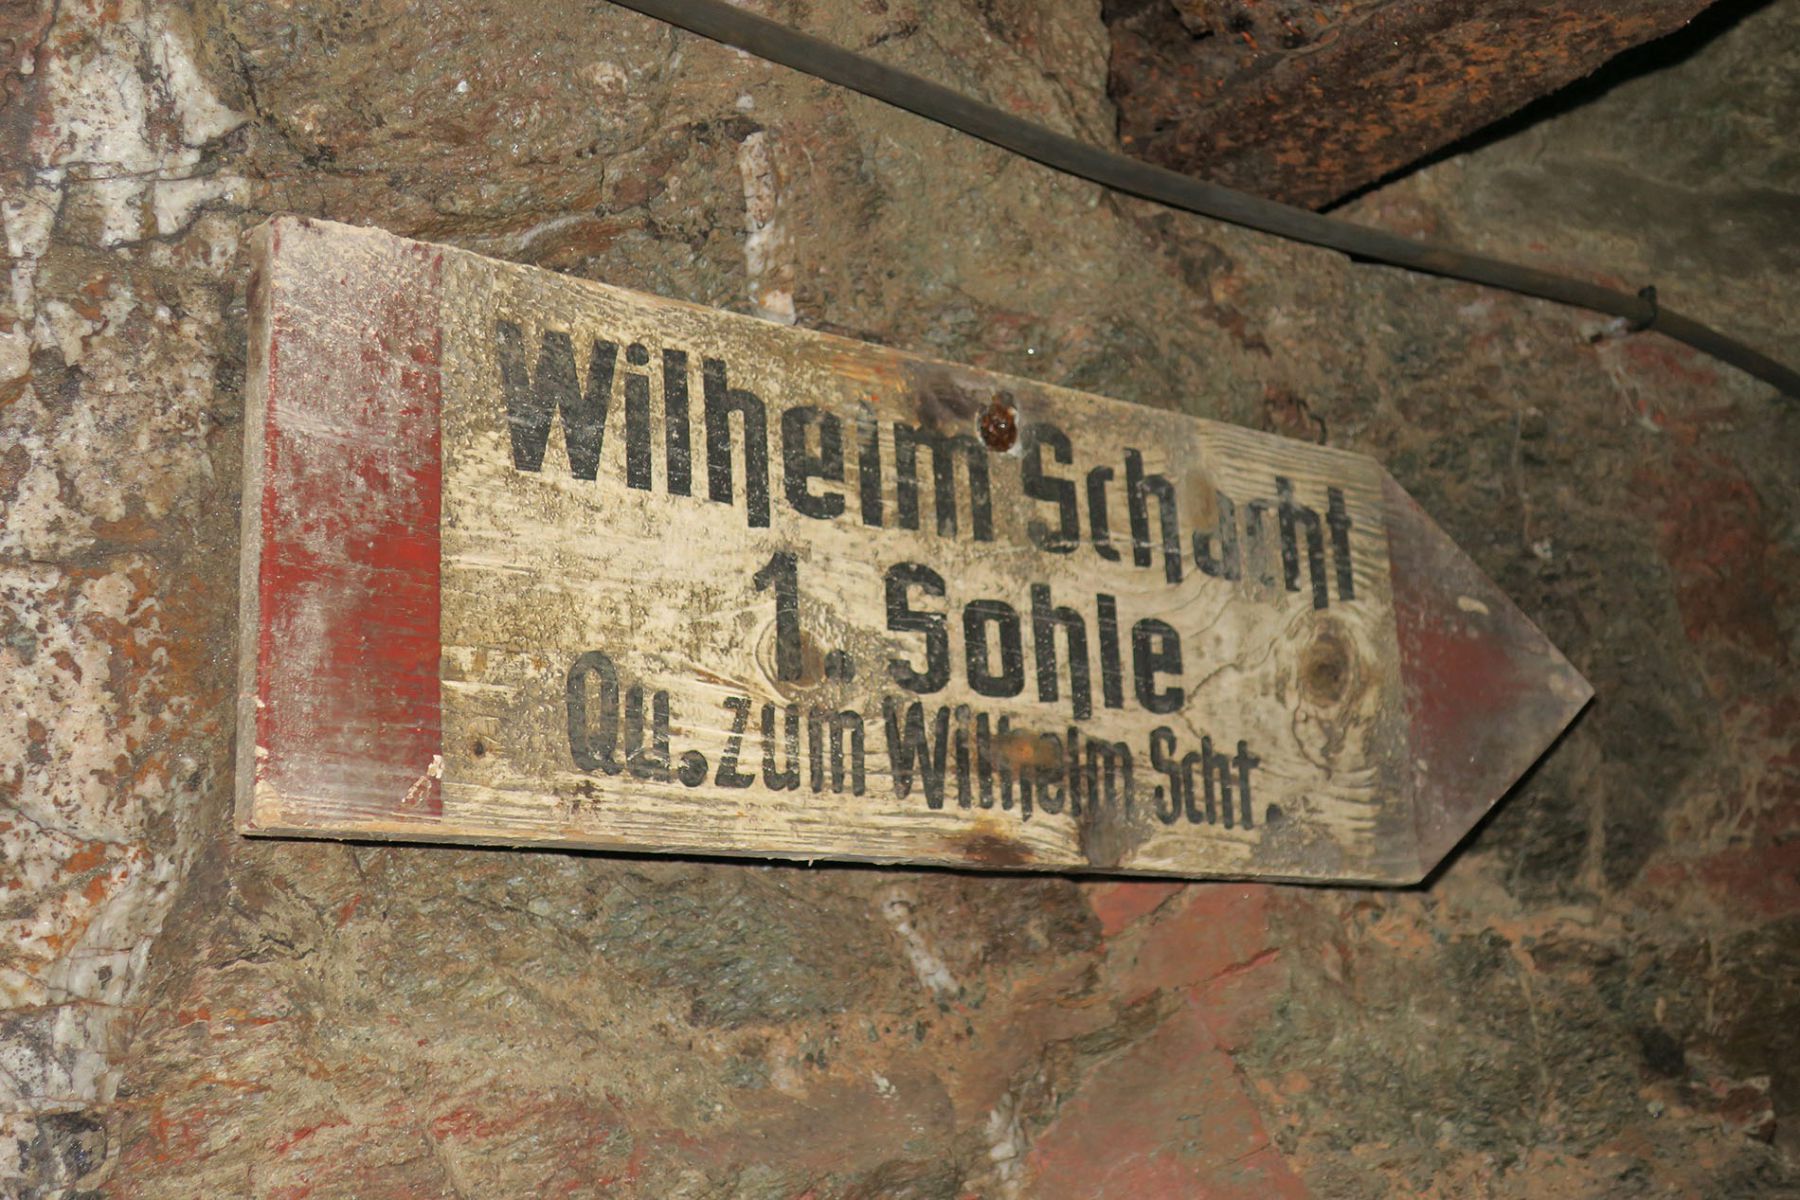 Wilhelm Schacht
1. Sohle
Qu. zum Wilhelm Scht.